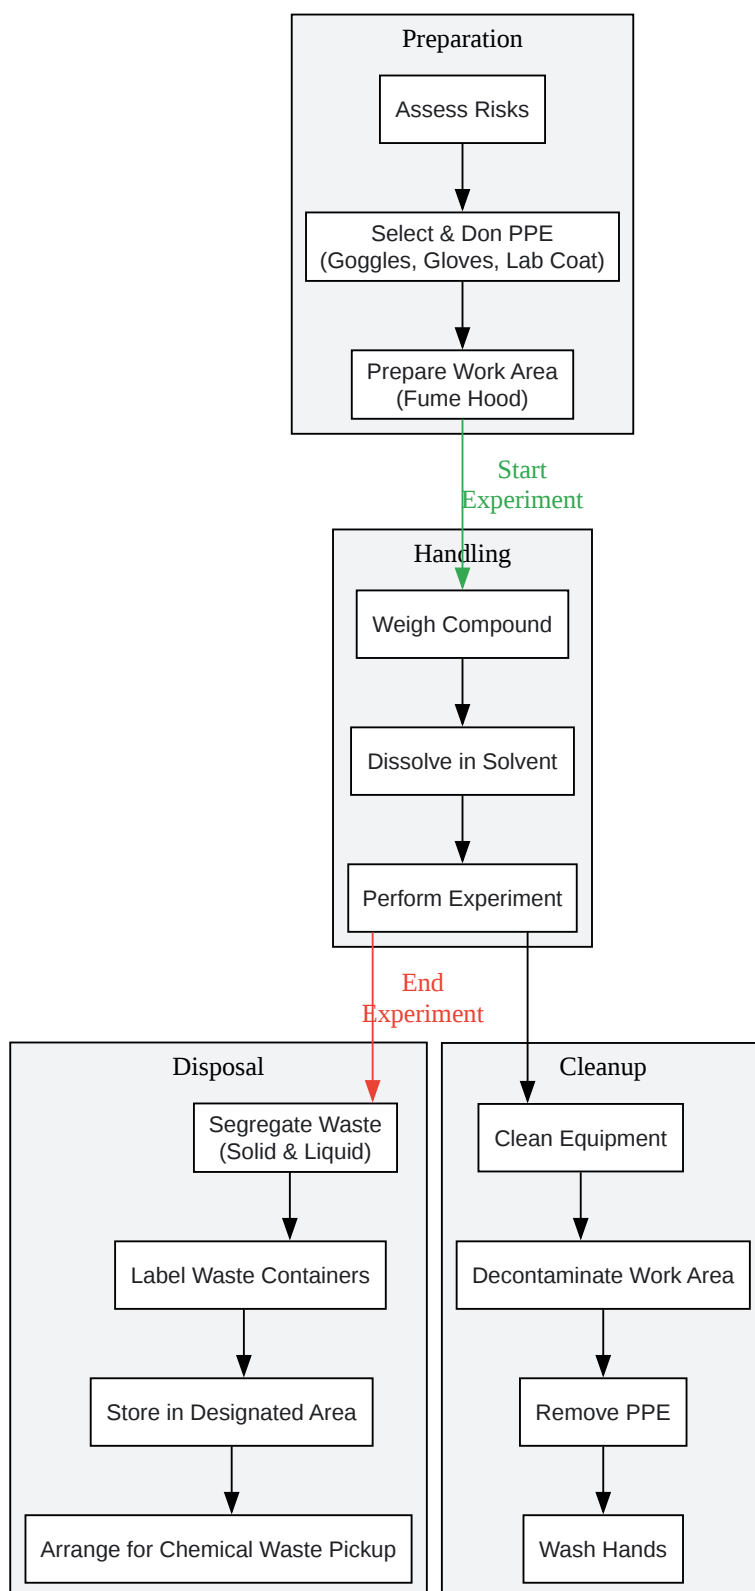 Preparation
Assess Risks
Select & Don PPE
(Goggles, Gloves, Lab Coat)
Prepare Work Area
(Fume Hood)
Start
Experiment
Handling
Weigh Compound
Dissolve in Solvent
Perform Experiment
End
Experiment
Disposal
Segregate Waste
(Solid & Liquid)
Label Waste Containers
Store in Designated Area
Arrange for Chemical Waste Pickup
Cleanup
Clean Equipment
Decontaminate Work Area
Remove PPE
Wash Hands